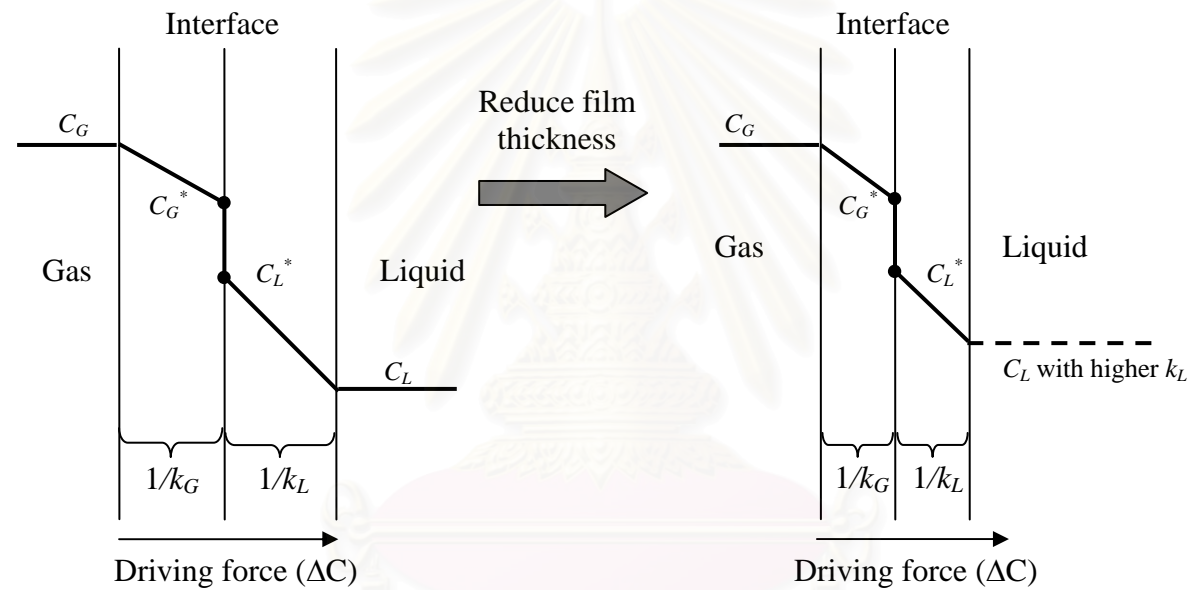 Interface
C_G
C_G^*
Gas
C_L^*
Liquid
C_L
1/k_G
1/k_L
Driving force (ΔC)
Reduce film
thickness
Interface
C_G
C_G^*
Gas
C_L^*
Liquid
C_L with higher k_L
1/k_G
1/k_L
Driving force (ΔC)